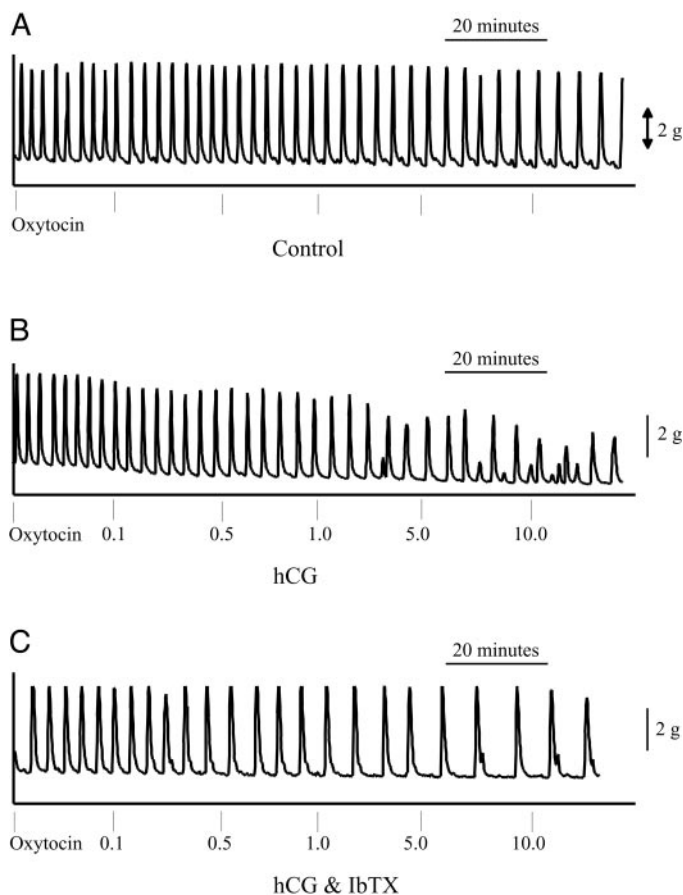 A
20 minutes
2 g
Oxytocin
Control
B
20 minutes
2 g
Oxytocin 0.1 0.5 1.0 5.0 10.0
hCG
C
20 minutes
2 g
Oxytocin 0.1 0.5 1.0 5.0 10.0
hCG & IbTX